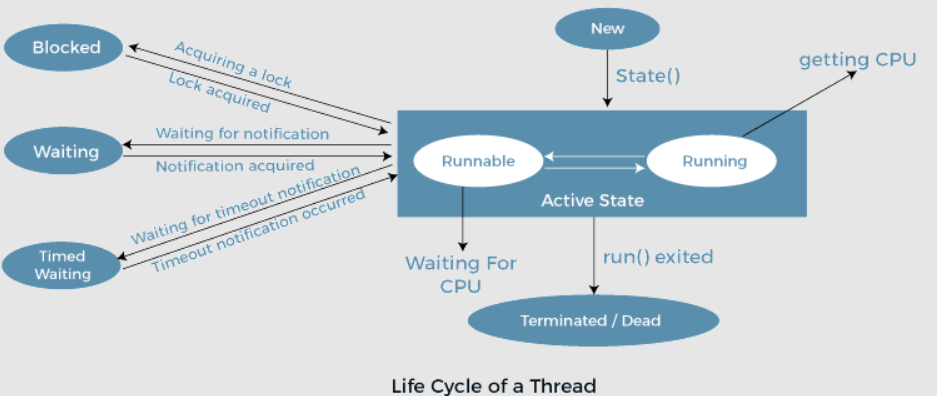 New
Blocked
Acquiring a lock
Lock acquired
State()
getting CPU
Waiting
Waiting for notification
Notification acquired
Runnable
Running
Active State
Waiting for timeout notification
Timeout notification occurred
Timed
Waiting
Waiting For
CPU
run() exited
Terminated / Dead
Life Cycle of a Thread